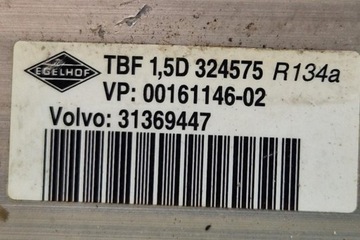 EGELHOF
TBF 1,5D 324575 R134a
VP: 00161146-02
Volvo: 31369447